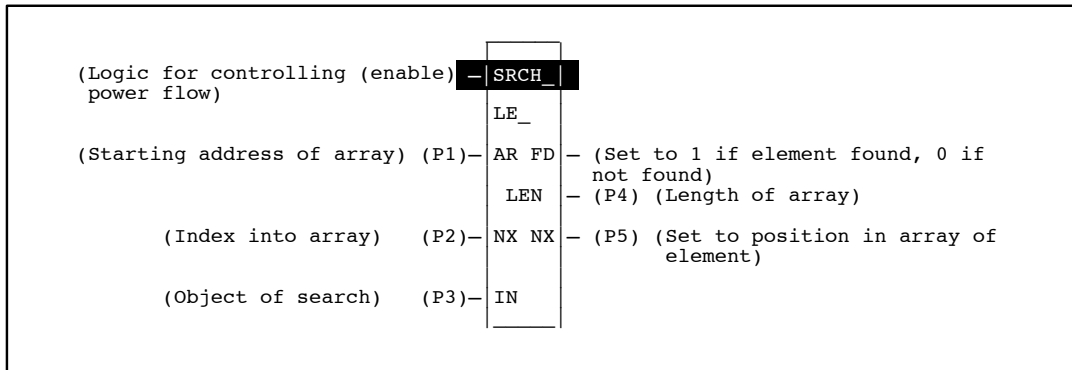 (Logic for controlling (enable) — SRCH_
power flow)
LE_
(Starting address of array) (P1)— AR FD — (Set to 1 if element found, 0 if
not found)
LEN — (P4) (Length of array)
(Index into array) (P2)— NX NX — (P5) (Set to position in array of
element)
(Object of search) (P3)— IN